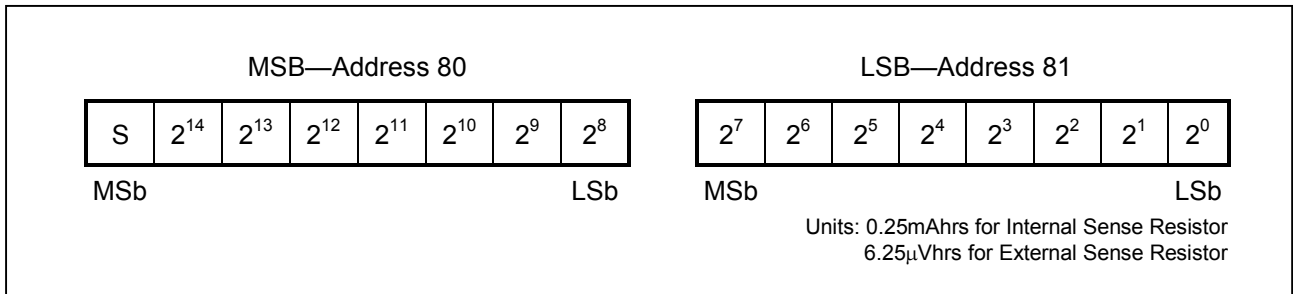 MSB—Address 80
S 2^14 2^13 2^12 2^11 2^10 2^9 2^8
MSb LSb
LSB—Address 81
2^7 2^6 2^5 2^4 2^3 2^2 2^1 2^0
MSb LSb
Units: 0.25mAhrs for Internal Sense Resistor
6.25μVhrs for External Sense Resistor